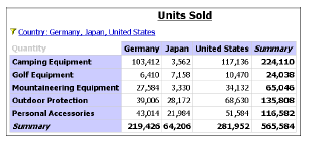 Units Sold
Country: Germany, Japan, United States
Quantity Germany Japan United States Summary
Camping Equipment 103,412 3,562 117,136 224,110
Golf Equipment 6,410 7,158 10,470 24,038
Mountaineering Equipment 27,584 3,330 34,132 65,046
Outdoor Protection 39,006 28,172 68,630 135,808
Personal Accessories 43,014 21,984 51,584 116,582
Summary 219,426 64,206 281,952 565,584